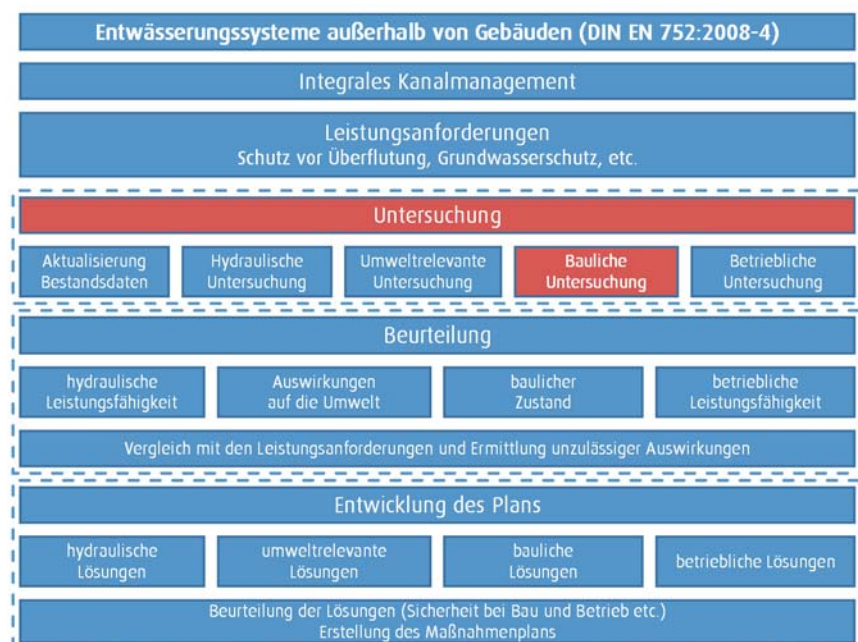 Entwässerungssysteme außerhalb von Gebäuden (DIN EN 752:2008-4)
Integrales Kanalmanagement
Leistungsanforderungen
Schutz vor Überflutung, Grundwasserschutz, etc.
Untersuchung
Aktualisierung
Bestandsdaten
Hydraulische
Untersuchung
Umweltrelevante
Untersuchung
Bauliche
Untersuchung
Betriebliche
Untersuchung
Beurteilung
hydraulische
Leistungsfähigkeit
Auswirkungen
auf die Umwelt
baulicher
Zustand
betriebliche
Leistungsfähigkeit
Vergleich mit den Leistungsanforderungen und Ermittlung unzulässiger Auswirkungen
Entwicklung des Plans
hydraulische
Lösungen
umweltrelevante
Lösungen
bauliche
Lösungen
betriebliche Lösungen
Beurteilung der Lösungen (Sicherheit bei Bau und Betrieb etc.)
Erstellung des Maßnahmenplans